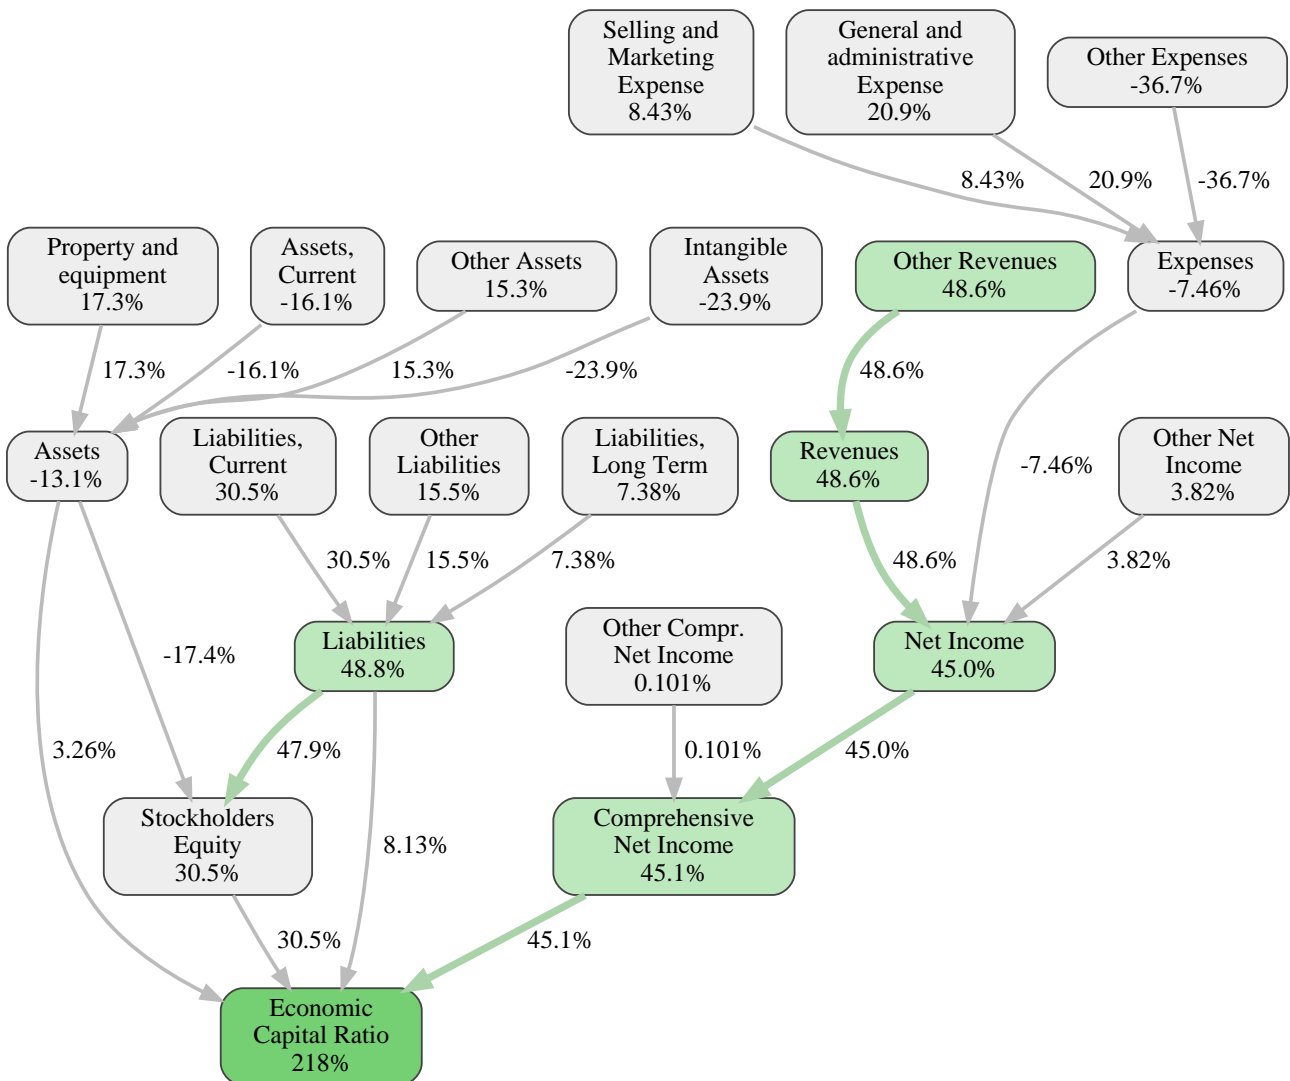 Selling and
Marketing
Expense
8.43%
General and
administrative
Expense
20.9%
Other Expenses
-36.7%
8.43%
20.9%
-36.7%
Property and
equipment
17.3%
Assets,
Current
-16.1%
Other Assets
15.3%
Intangible
Assets
-23.9%
Other Revenues
48.6%
Expenses
-7.46%
17.3%
-16.1%
15.3%
-23.9%
48.6%
Assets
-13.1%
Liabilities,
Current
30.5%
Other
Liabilities
15.5%
Liabilities,
Long Term
7.38%
Revenues
48.6%
-7.46%
Other Net
Income
3.82%
30.5%
15.5%
7.38%
48.6%
3.82%
-17.4%
Liabilities
48.8%
Other Compr.
Net Income
0.101%
Net Income
45.0%
3.26%
47.9%
0.101%
45.0%
Stockholders
Equity
30.5%
8.13%
Comprehensive
Net Income
45.1%
30.5%
45.1%
Economic
Capital Ratio
218%